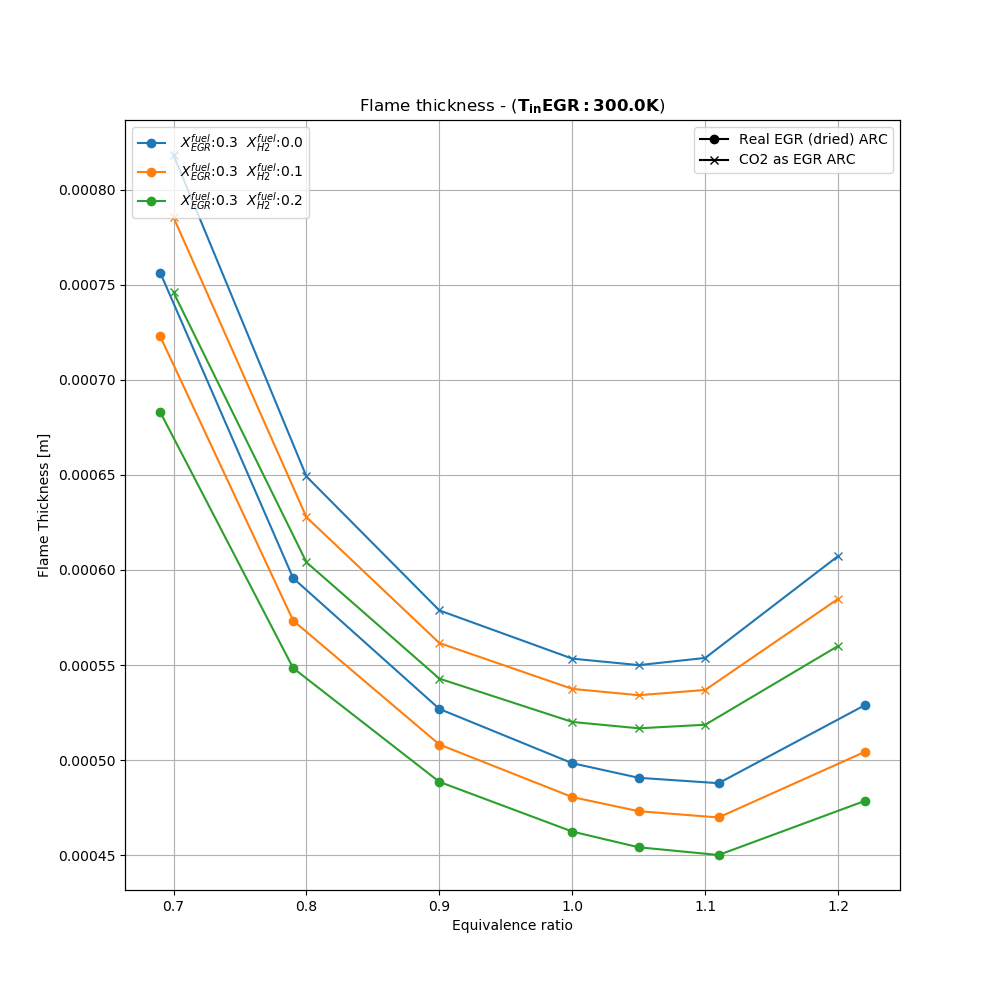 Flame thickness - (TinEGR : 300.0K)
X_EGR^fuel:0.3 X_H2^fuel:0.0
X_EGR^fuel:0.3 X_H2^fuel:0.1
X_EGR^fuel:0.3 X_H2^fuel:0.2
Real EGR (dried) ARC
CO2 as EGR ARC
Flame Thickness [m]
0.00080
0.00075
0.00070
0.00065
0.00060
0.00055
0.00050
0.00045
0.7 0.8 0.9 1.0 1.1 1.2
Equivalence ratio